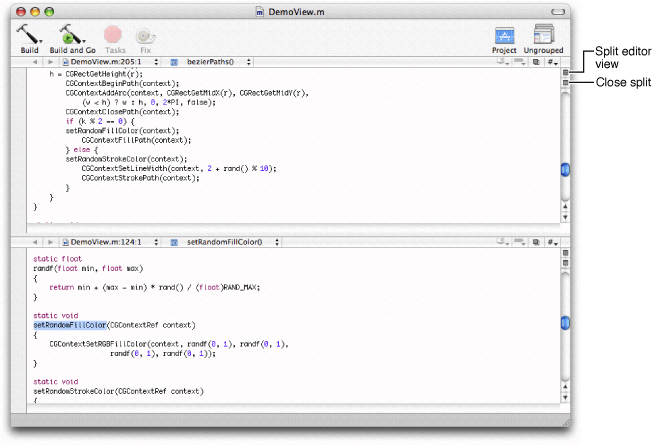 DemoView.m
Build
Build and Go
Tasks
Fix
Project
Ungrouped
DemoView.m:205:1
bezierPaths()
#
Split editor
view
Close split
h = CGRectGetHeight(r);
CGContextBeginPath(context);
CGContextAddArc(context, CGRectGetMidX(r), CGRectGetMidY(r),
(w < h) ? w : h, 0, 2*PI, false);
CGContextClosePath(context);
if (k % 2 == 0) {
setRandomFillColor(context);
CGContextFillPath(context);
} else {
setRandomStrokeColor(context);
CGContextSetLineWidth(context, 2 + rand() % 10);
CGContextStrokePath(context);
}
}
}
DemoView.m:124:1
setRandomFillColor()
#
static float
randf(float min, float max)
{
return min + (max - min) * rand() / (float)RAND_MAX;
}
static void
setRandomFillColor(CGContextRef context)
{
CGContextSetRGBFillColor(context, randf(0, 1), randf(0, 1),
randf(0, 1), randf(0, 1));
}
static void
setRandomStrokeColor(CGContextRef context)
{